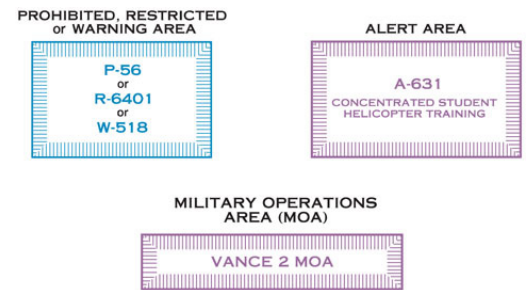 PROHIBITED, RESTRICTED
or WARNING AREA
P-56
or
R-6401
or
W-518
ALERT AREA
A-631
CONCENTRATED STUDENT
HELICOPTER TRAINING
MILITARY OPERATIONS
AREA (MOA)
VANCE 2 MOA